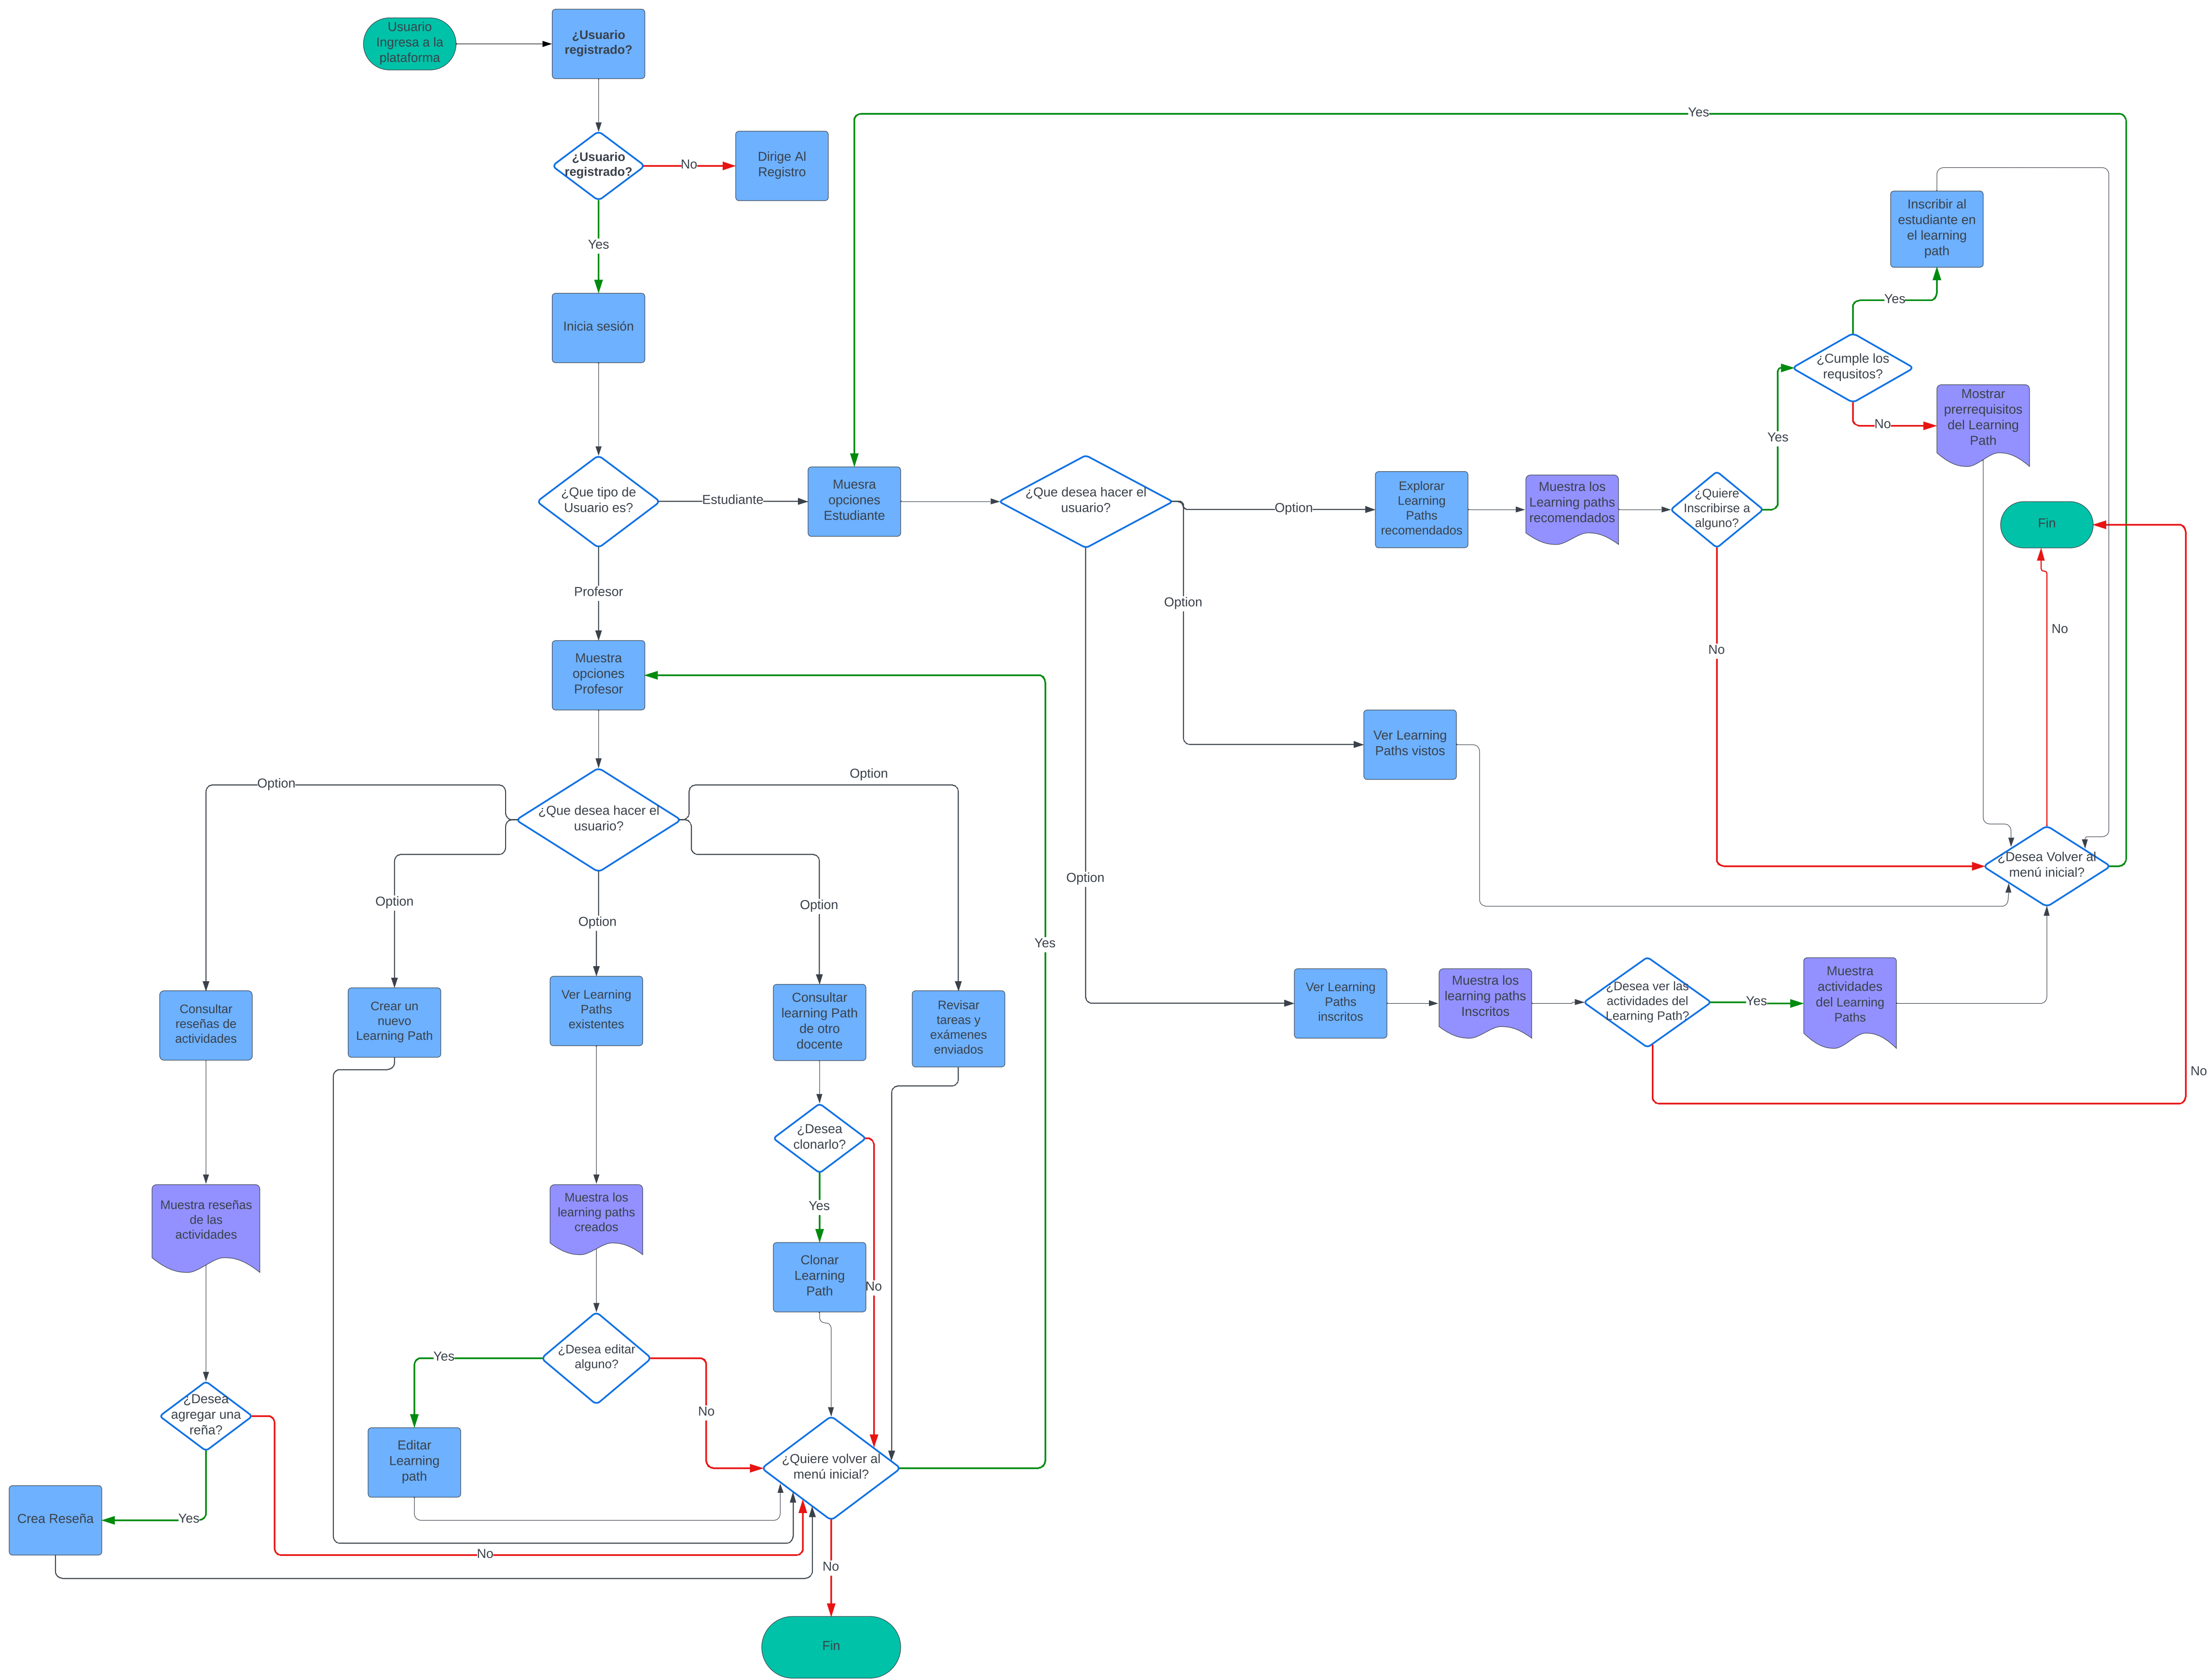 Usuario
Ingresa a la
plataforma
¿Usuario
registrado?
¿Usuario
registrado?
No
Dirige Al
Registro
Yes
Yes
Inicia sesión
Inscribir al
estudiante en
el learning
path
Yes
¿Cumple los
requsitos?
No
Mostrar
prerrequisitos
del Learning
Path
Yes
¿Que tipo de
Usuario es?
Estudiante
Muesra
opciones
Estudiante
¿Que desea hacer el
usuario?
Option
Explorar
Learning
Paths
recomendados
Muestra los
Learning paths
recomendados
¿Quiere
Inscribirse a
alguno?
Fin
Profesor
Option
No
No
Muestra
opciones
Profesor
Ver Learning
Paths vistos
Option
Option
¿Que desea hacer el
usuario?
Option
Option
Option
Option
Option
¿Desea Volver al
menú inicial?
Yes
Ver Learning
Paths
inscritos
Muestra los
learning paths
Inscritos
¿Desea ver las
actividades del
Learning Path?
Yes
Muestra
actividades
del Learning
Paths
No
Consultar
reseñas de
actividades
Crear un
nuevo
Learning Path
Ver Learning
Paths
existentes
Consultar
learning Path
de otro
docente
Revisar
tareas y
exámenes
enviados
¿Desea
clonarlo?
Yes
Muestra reseñas
de las
actividades
Muestra los
learning paths
creados
Clonar
Learning
Path
No
Yes
¿Desea editar
alguno?
No
¿Desea
agregar una
reña?
Editar
Learning
path
¿Quiere volver al
menú inicial?
Crea Reseña
Yes
No
No
Fin